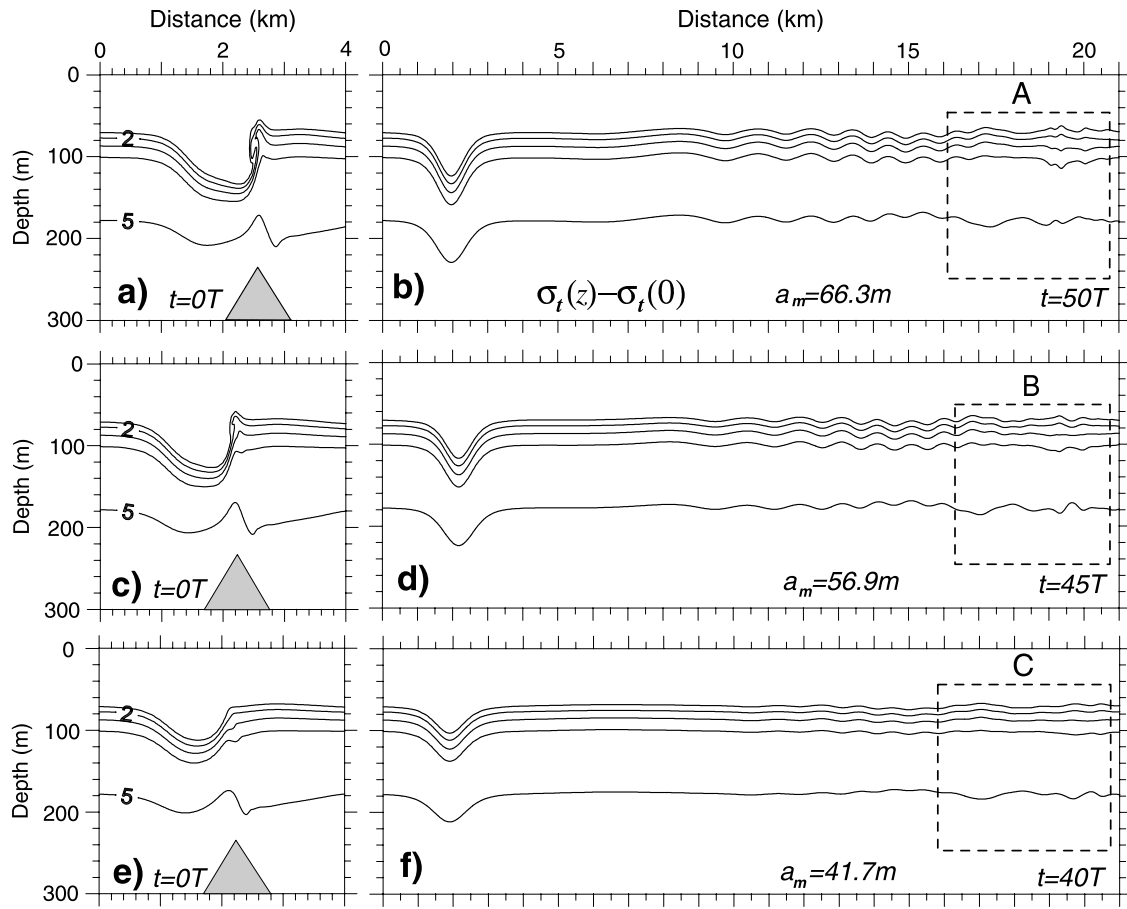 Distance (km) Distance (km)
0 2 4 0 5 10 15 20
0
100
200
300
Depth (m)
2
5
a) t=0T
A
b) σt(z)−σt(0) am=66.3m t=50T
0
100
200
300
Depth (m)
2
5
c) t=0T
B
d) am=56.9m t=45T
0
100
200
300
Depth (m)
2
5
e) t=0T
C
f) am=41.7m t=40T